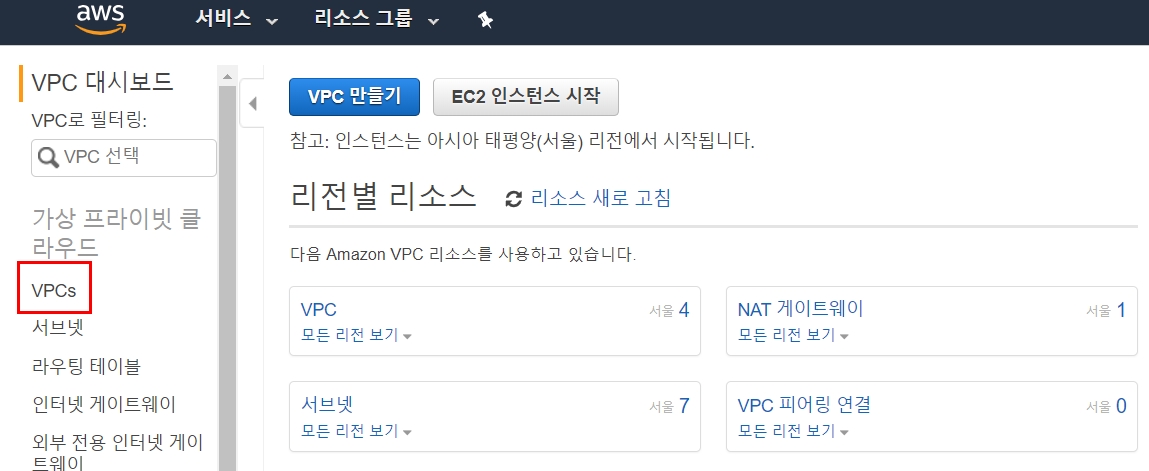 aws 서비스 리소스 그룹
VPC 대시보드
VPC로 필터링:
VPC 선택
가상 프라이빗 클
라우드
VPCs
서브넷
라우팅 테이블
인터넷 게이트웨이
외부 전용 인터넷 게이
트웨이
VPC 만들기 EC2 인스턴스 시작
참고: 인스턴스는 아시아 태평양(서울) 리전에서 시작됩니다.
리전별 리소스 리소스 새로 고침
다음 Amazon VPC 리소스를 사용하고 있습니다.
VPC 서울 4
모든 리전 보기
NAT 게이트웨이 서울 1
모든 리전 보기
서브넷 서울 7
모든 리전 보기
VPC 피어링 연결 서울 0
모든 리전 보기